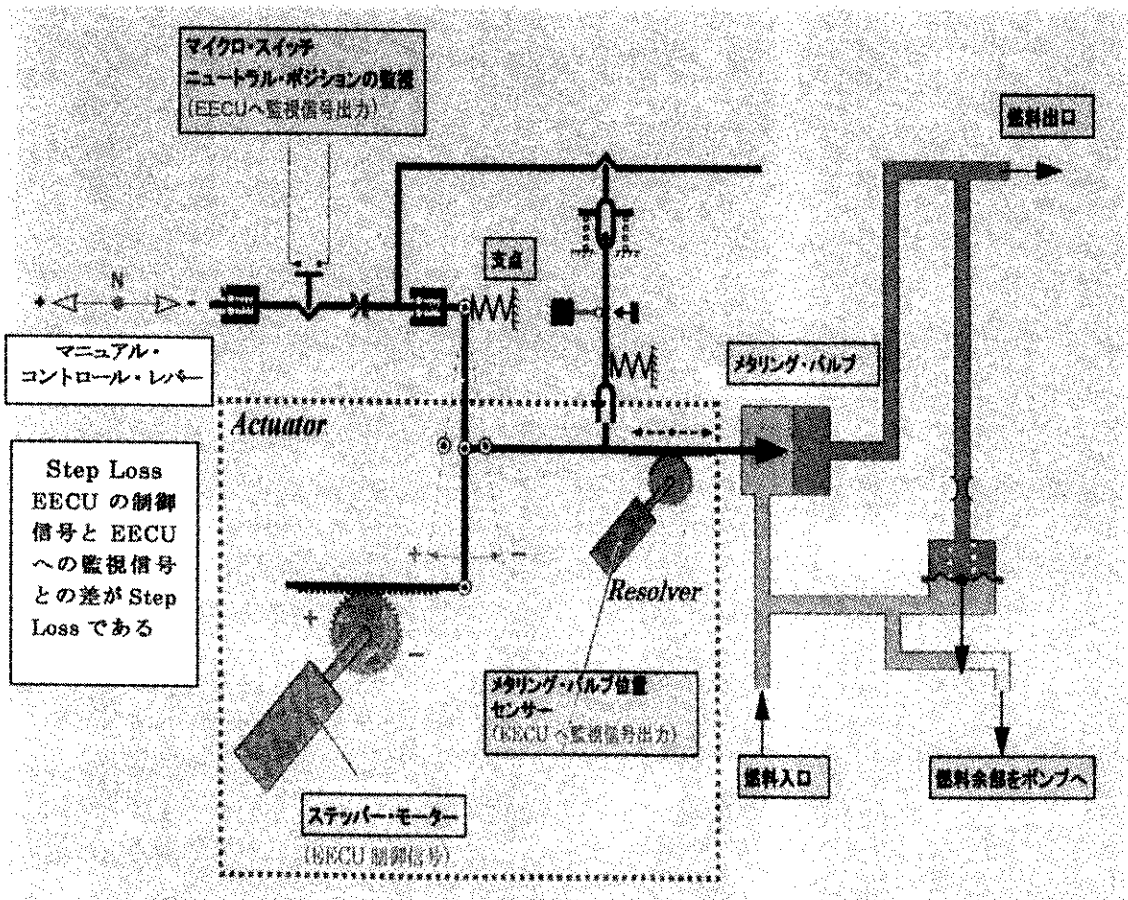 マイクロ・スイッチ
ニュートラル・ポジションの監視
(EECUへ監視信号出力)
燃料出口
支点
N
+
-
マニュアル・
コントロール・レバー
メタリング・バルブ
Actuator
Step Loss
EECU の制御
信号と EECU
への監視信号
との差が Step
Loss である
+
-
+
-
Resolver
メタリング・バルブ位置
センサー
(EECUへ監視信号出力)
燃料入口
燃料余部をポンプへ
ステッパー・モーター
(EECU 制御信号)